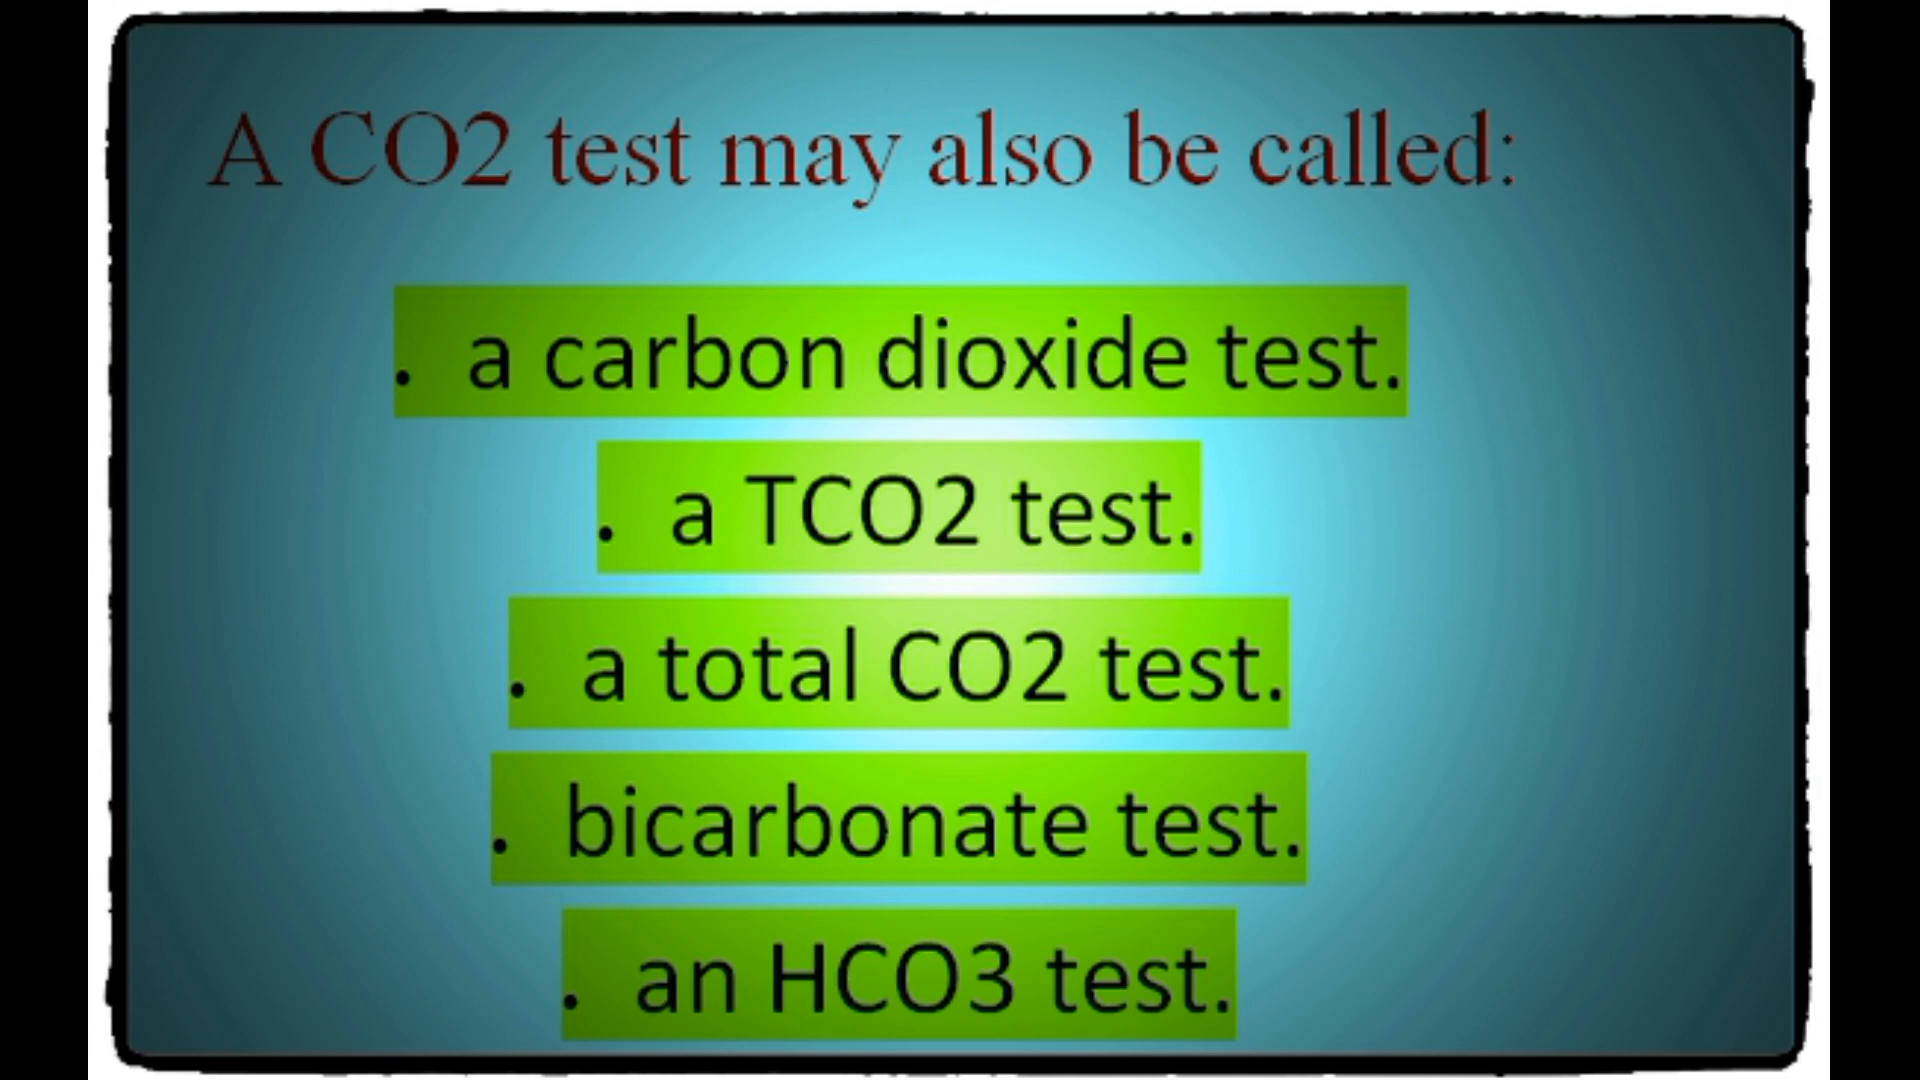 A CO2 test may also be called:
. a carbon dioxide test.
. a TCO2 test.
. a total CO2 test.
. bicarbonate test.
. an HCO3 test.